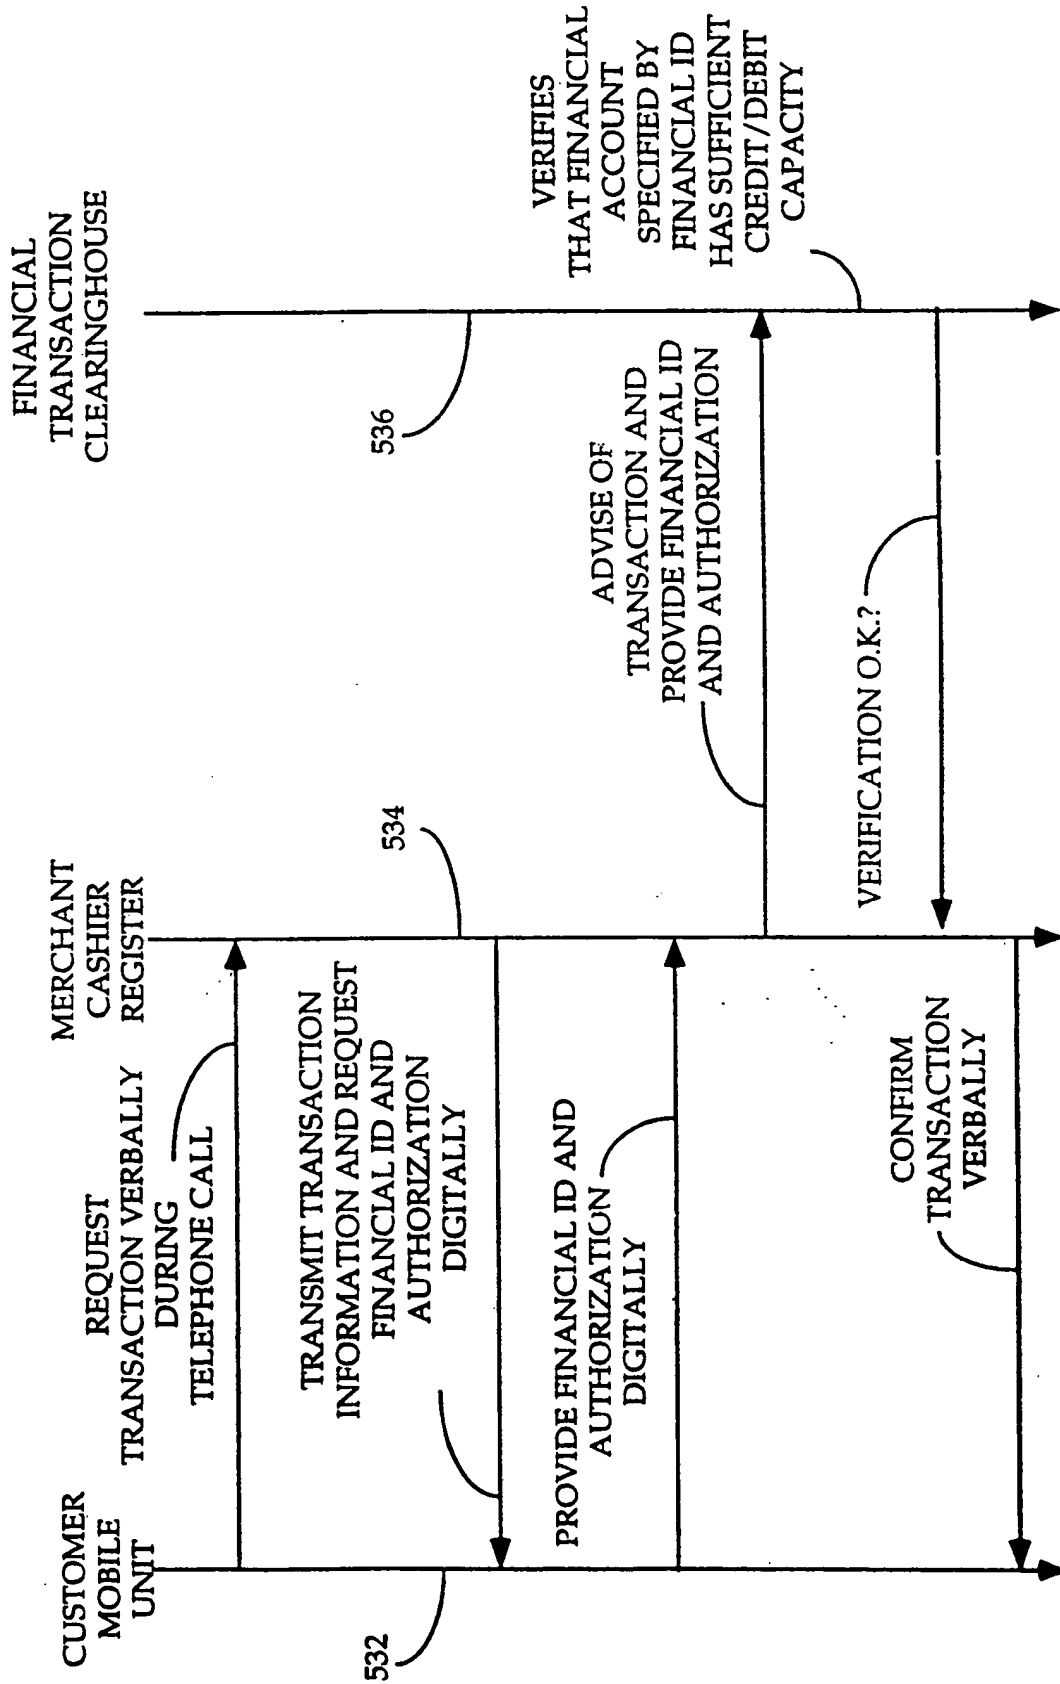 CUSTOMER
MOBILE
UNIT
MERCHANT
CASHIER
REGISTER
FINANCIAL
TRANSACTION
CLEARINGHOUSE
REQUEST
TRANSACTION VERBALLY
DURING
TELEPHONE CALL
532
534
536
TRANSMIT TRANSACTION
INFORMATION AND REQUEST
FINANCIAL ID AND
AUTHORIZATION
DIGITALLY
PROVIDE FINANCIAL ID AND
AUTHORIZATION
DIGITALLY
ADVISE OF
TRANSACTION AND
PROVIDE FINANCIAL ID
AND AUTHORIZATION
VERIFIES
THAT FINANCIAL
ACCOUNT
SPECIFIED BY
FINANCIAL ID
HAS SUFFICIENT
CREDIT/DEBIT
CAPACITY
VERIFICATION O.K.?
CONFIRM
TRANSACTION
VERBALLY